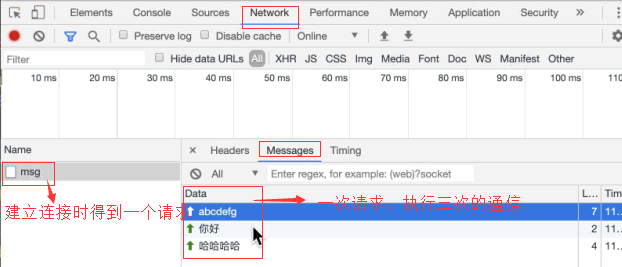 Elements Console Sources Network Performance Memory Application Security »
Preserve log Disable cache Online
Filter Hide data URLs All XHR JS CSS Img Media Font Doc WS Manifest Other
10 ms 20 ms 30 ms 40 ms 50 ms 60 ms 70 ms 80 ms 90 ms 100 ms 110
Name × Headers Messages Timing
msg
All Enter regex, for example: (web)?socket
Data L... Tim
建立连接时得到一个请求
abcdefg 7 11...
一次请求，执行三次的通信
你好 2 11...
哈哈哈哈 4 11...